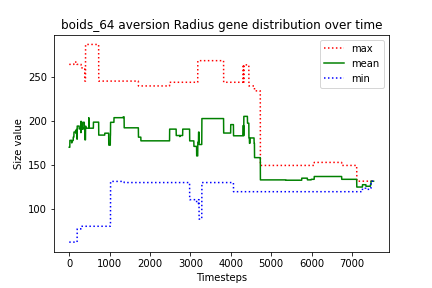 boids_64 aversion Radius gene distribution over time
max
mean
min
Size value
250
200
150
100
0 1000 2000 3000 4000 5000 6000 7000
Timesteps